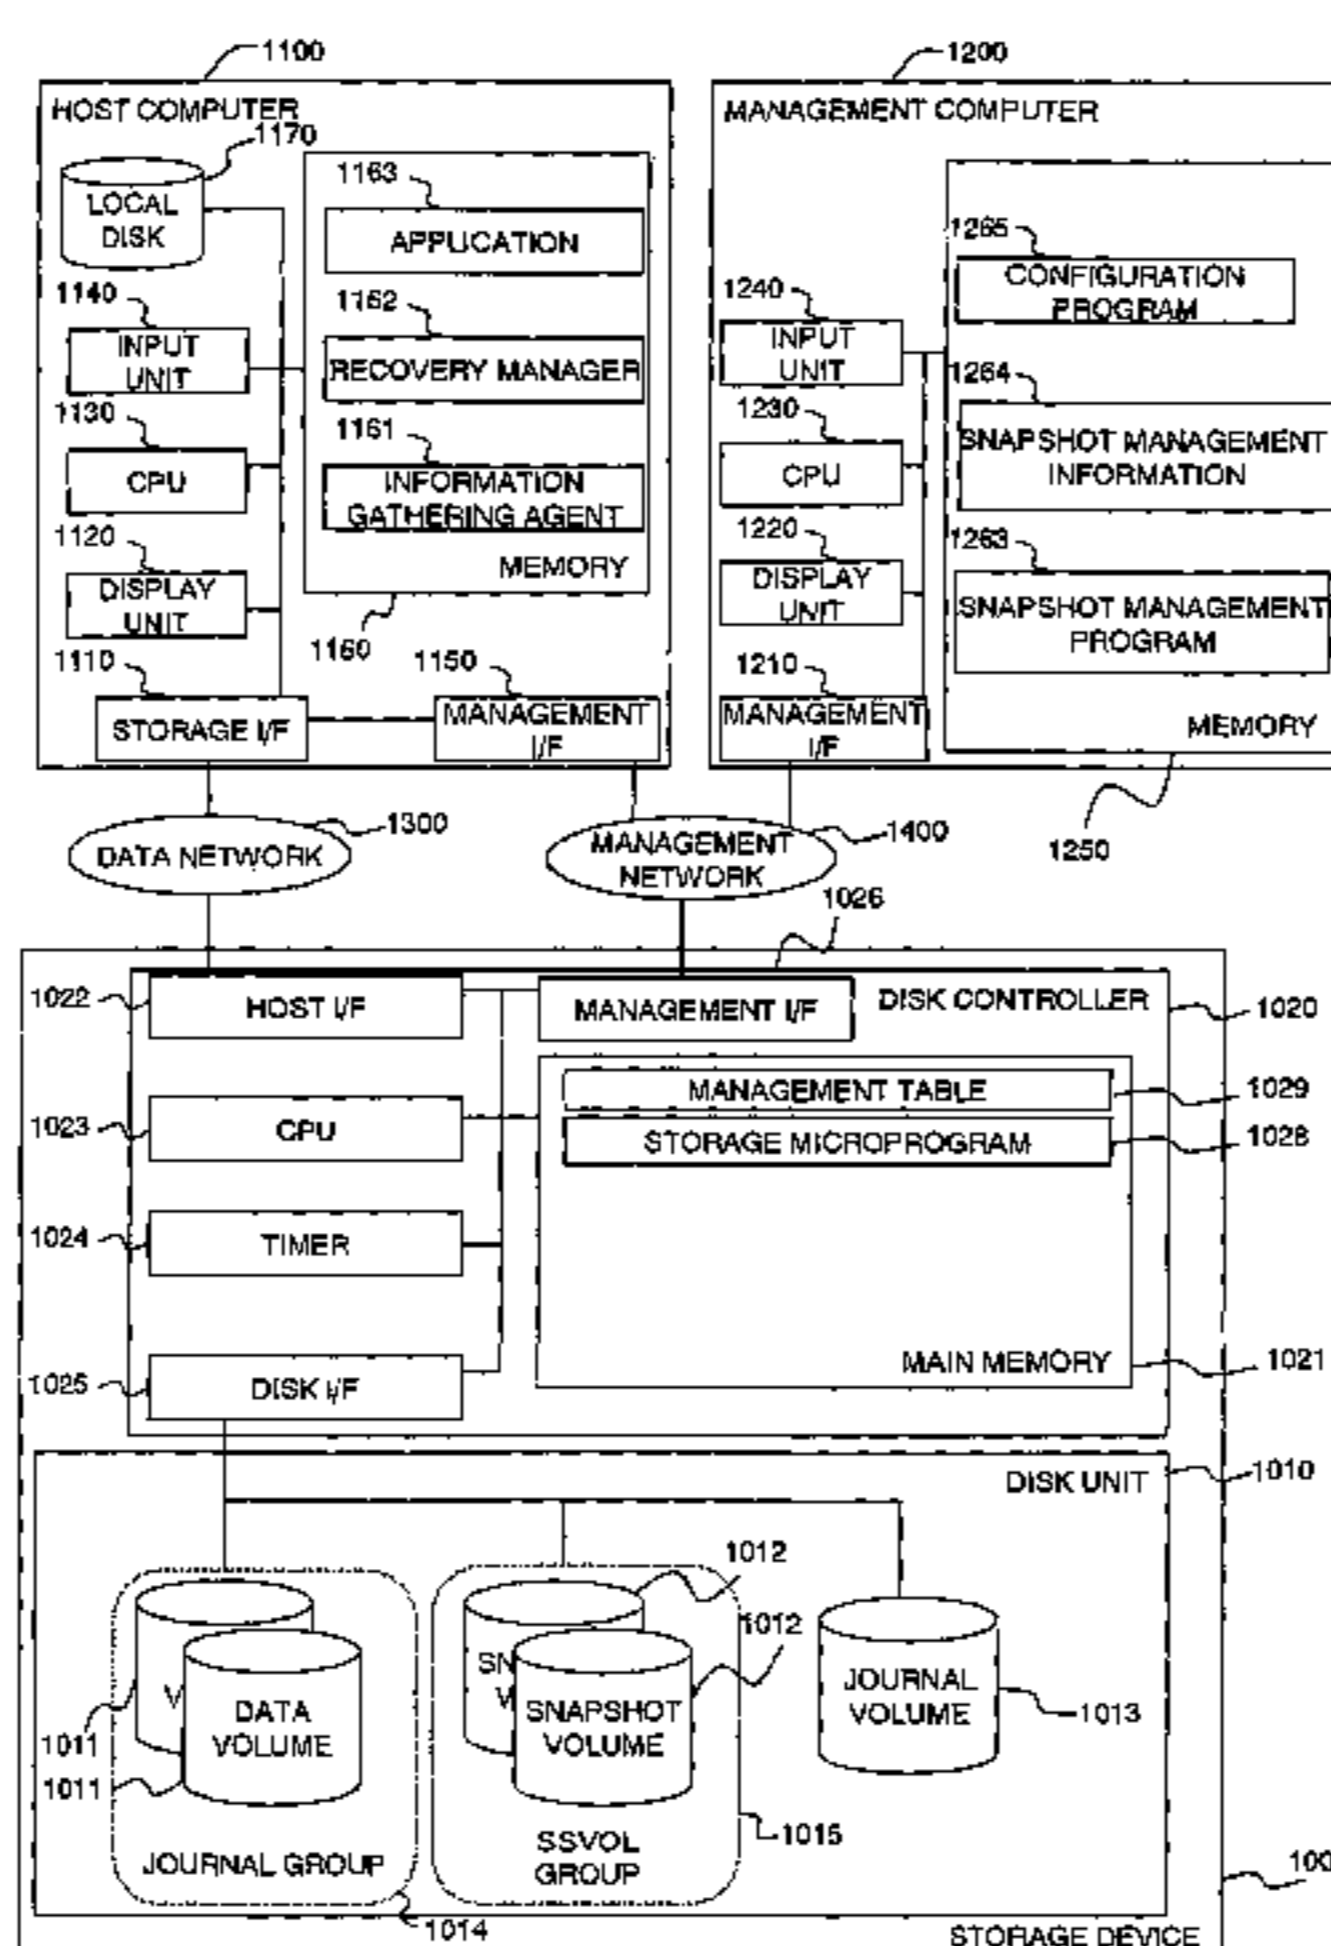 1100
HOST COMPUTER
1170
LOCAL
DISK
1163
APPLICATION
1140
INPUT
UNIT
1162
RECOVERY MANAGER
1130
CPU
1161
INFORMATION
GATHERING AGENT
1120
DISPLAY
UNIT
MEMORY
1160
1110
STORAGE I/F
1150
MANAGEMENT
I/F
1200
MANAGEMENT COMPUTER
1265
CONFIGURATION
PROGRAM
1240
INPUT
UNIT
1264
SNAPSHOT MANAGEMENT
INFORMATION
1230
CPU
1263
SNAPSHOT MANAGEMENT
PROGRAM
1220
DISPLAY
UNIT
1210
MANAGEMENT
I/F
MEMORY
1250
1300
DATA NETWORK
1400
MANAGEMENT
NETWORK
1026
1022
HOST I/F
MANAGEMENT I/F
DISK CONTROLLER
1020
MANAGEMENT TABLE
1029
1023
CPU
STORAGE MICROPROGRAM
1028
1024
TIMER
MAIN MEMORY
1021
1025
DISK I/F
DISK UNIT
1010
1012
1012
SN
V
V
DATA
VOLUME
1011
1011
SNAPSHOT
VOLUME
JOURNAL
VOLUME
1013
JOURNAL GROUP
1014
SSVOL
GROUP
1015
100
STORAGE DEVICE